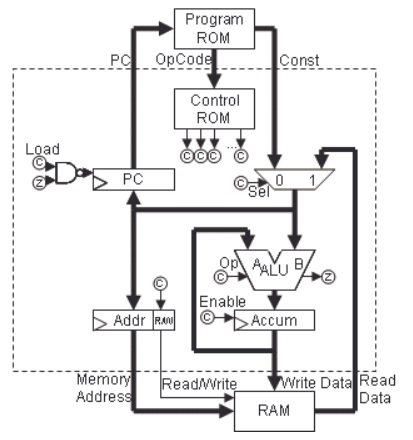 Program
ROM
PC
OpCode
Const
Control
ROM
C C C ... C
Load
C
Z
PC
0 1
C
Sel
C
Op
A ALU B
Z
C
Enable
C
Addr
R/W
Accum
Memory
Address
Read/Write
Write Data
Read
Data
RAM